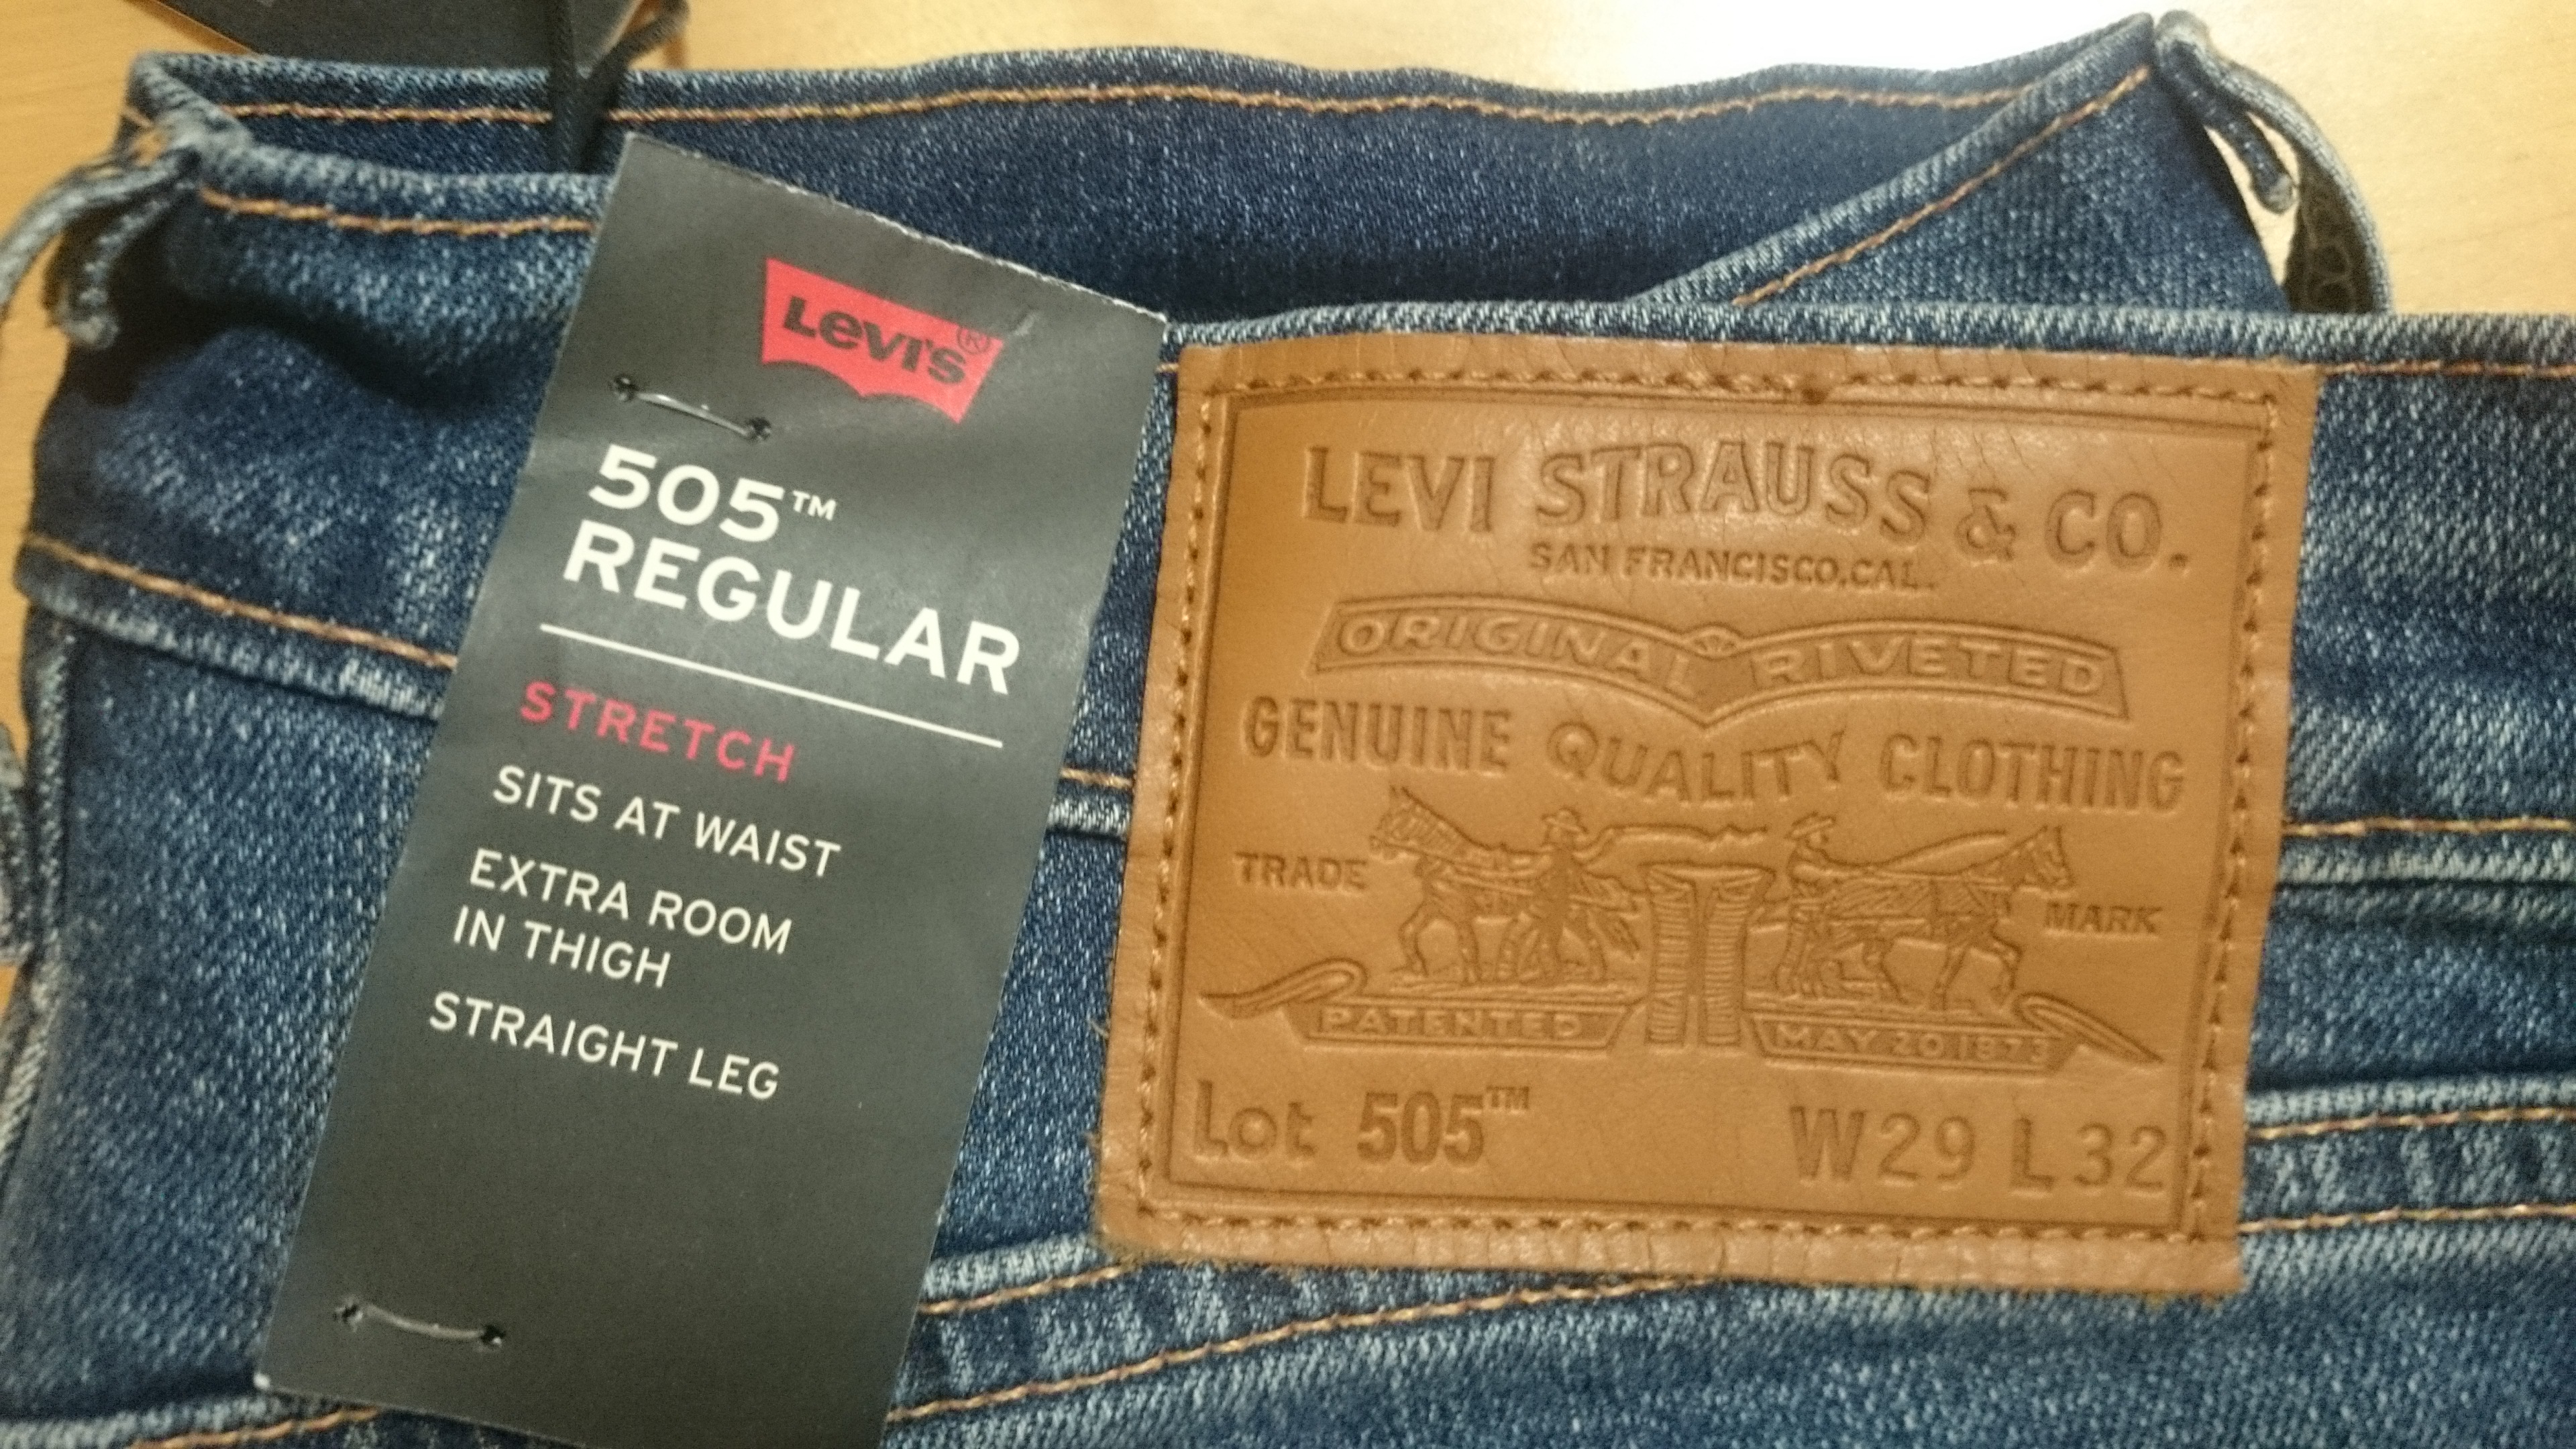 Levi's®
505™
REGULAR
STRETCH
SITS AT WAIST
EXTRA ROOM
IN THIGH
STRAIGHT LEG
LEVI STRAUSS & CO.
SAN FRANCISCO, CAL.
ORIGINAL RIVETED
GENUINE QUALITY CLOTHING
TRADE MARK
PATENTED MAY 20 1873
Lot 505™ W29 L32